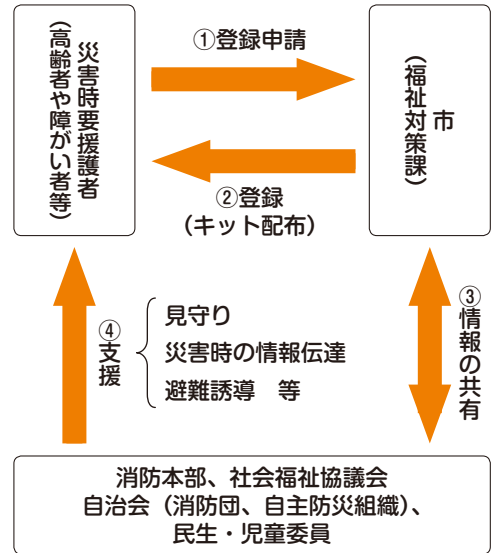 災害時要援護者
（高齢者や障がい者等）
①登録申請
市
（福祉対策課）
②登録
（キット配布）
③情報の共有
④支援
見守り
災害時の情報伝達
避難誘導　等
消防本部、社会福祉協議会
自治会（消防団、自主防災組織）、
民生・児童委員